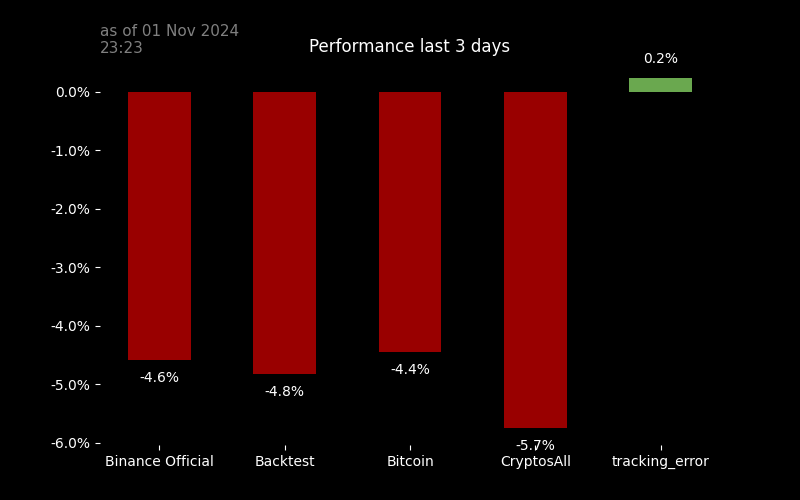 as of 01 Nov 2024
23:23
Performance last 3 days
0.2%
0.0%
-1.0%
-2.0%
-3.0%
-4.0%
-5.0%
-6.0%
-4.6%
-4.8%
-4.4%
-5.7%
Binance Official
Backtest
Bitcoin
CryptosAll
tracking_error